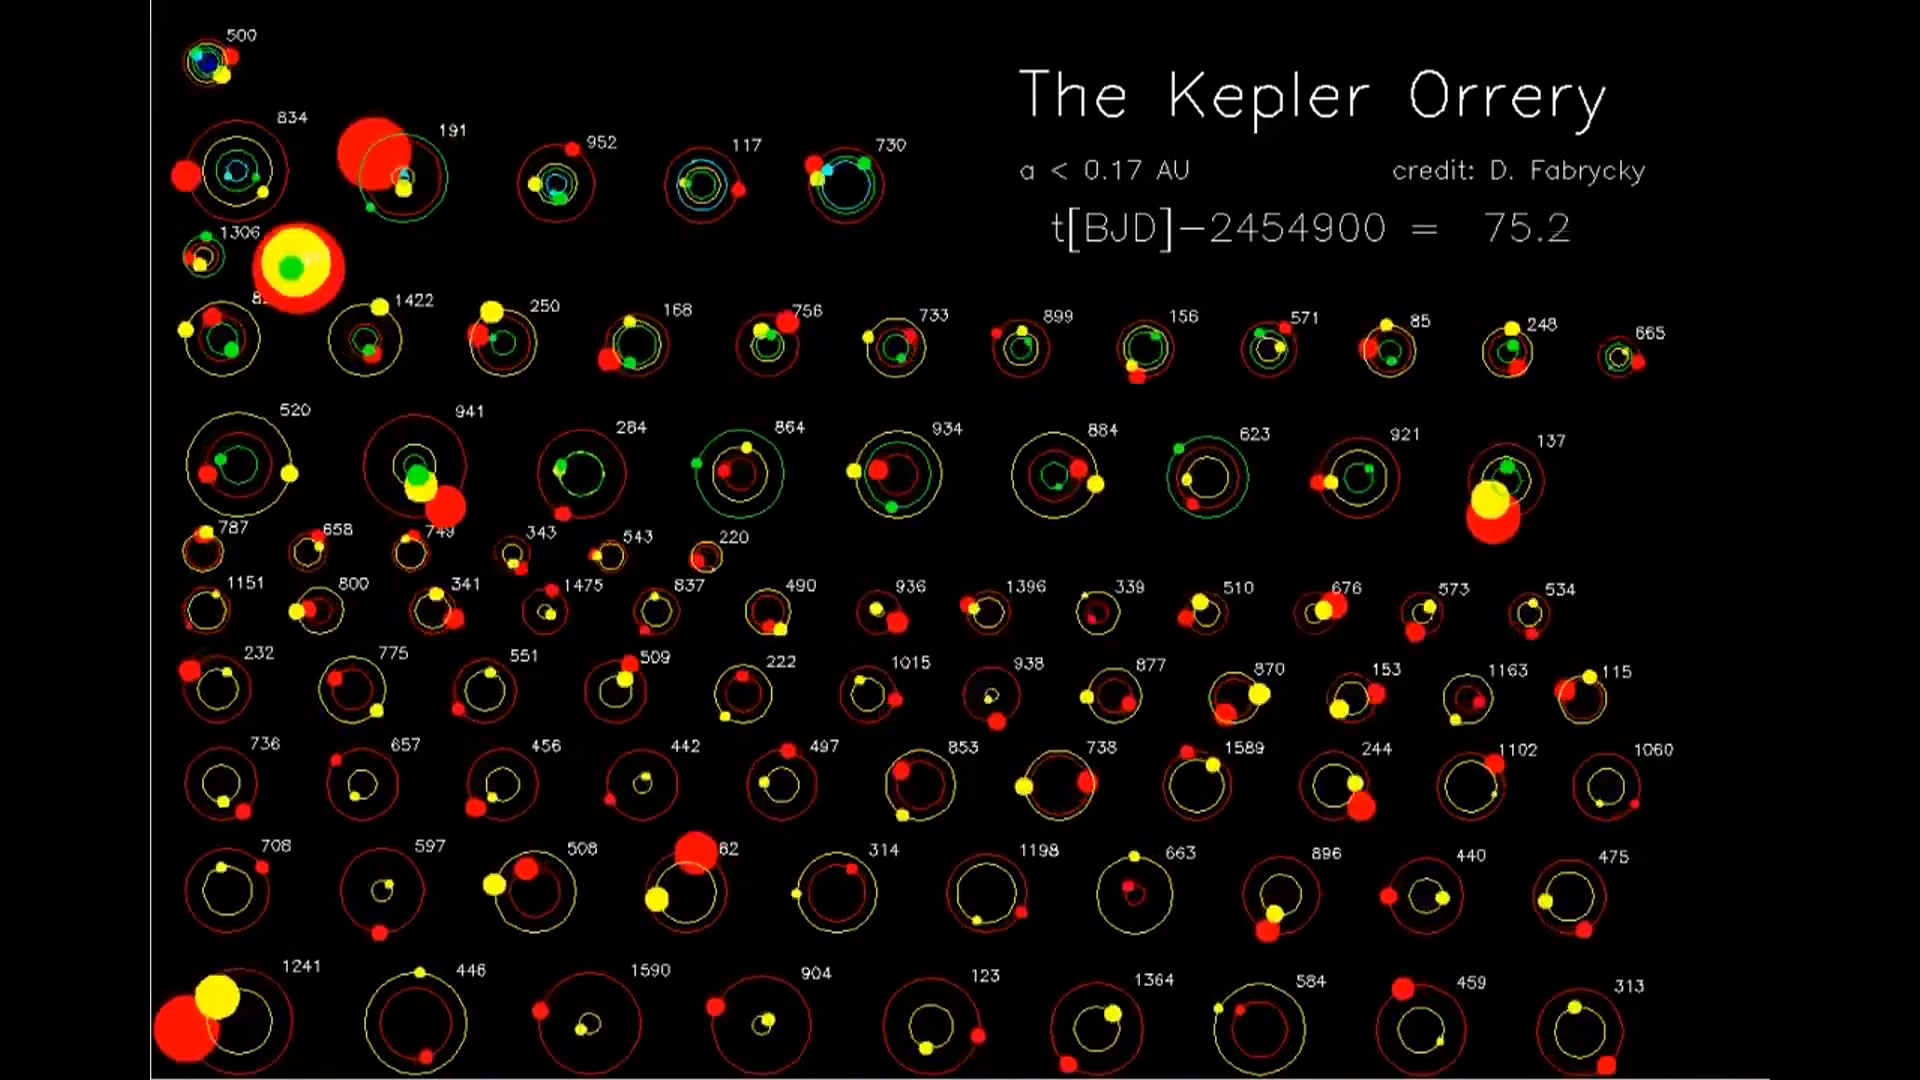 500
The Kepler Orrery
834 191 952 117 730
a < 0.17 AU credit: D. Fabrycky
t[BJD]-2454900 = 75.2
1306
1422 250 168 756 733 899 156 571 85 248 665
520 941 284 864 934 884 623 921 137
787 658 749 343 543 220
1151 800 341 1475 837 490 936 1396 339 510 676 573 534
232 775 551 509 222 1015 938 877 870 153 1163 115
736 657 456 442 497 853 738 1589 244 1102 1060
708 597 508 82 314 1198 663 896 440 475
1241 446 1590 904 123 1364 584 459 313